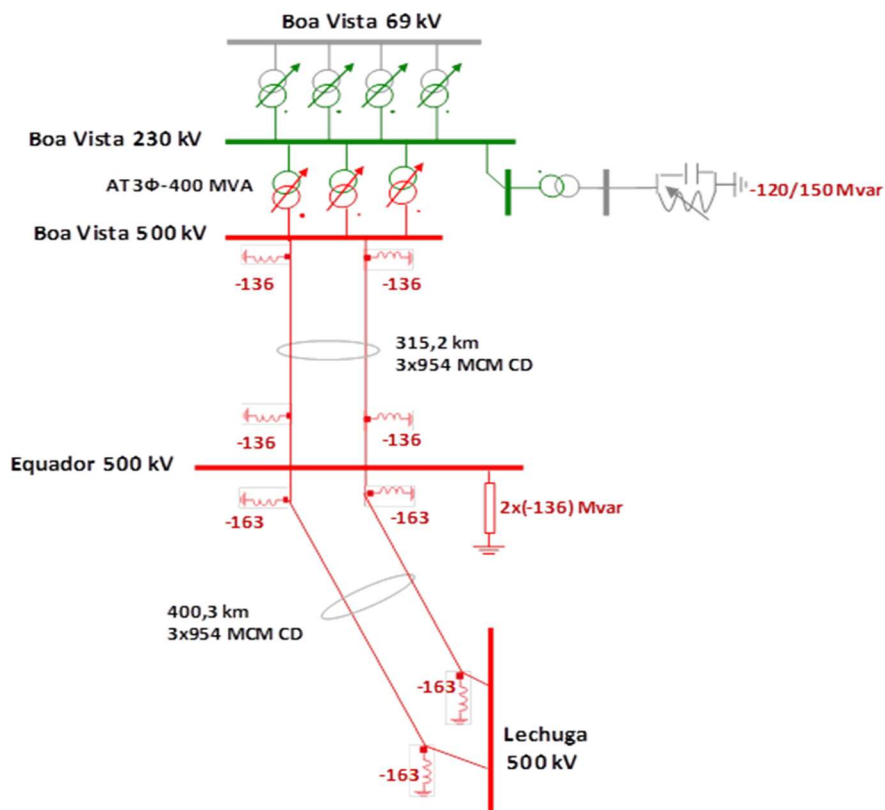 Boa Vista 69 kV
Boa Vista 230 kV
AT3Φ-400 MVA
-120/150 Mvar
Boa Vista 500 kV
-136
-136
315,2 km
3x954 MCM CD
-136
-136
Equador 500 kV
-163
-163
2x(-136) Mvar
400,3 km
3x954 MCM CD
-163
Lechuga
500 kV
-163